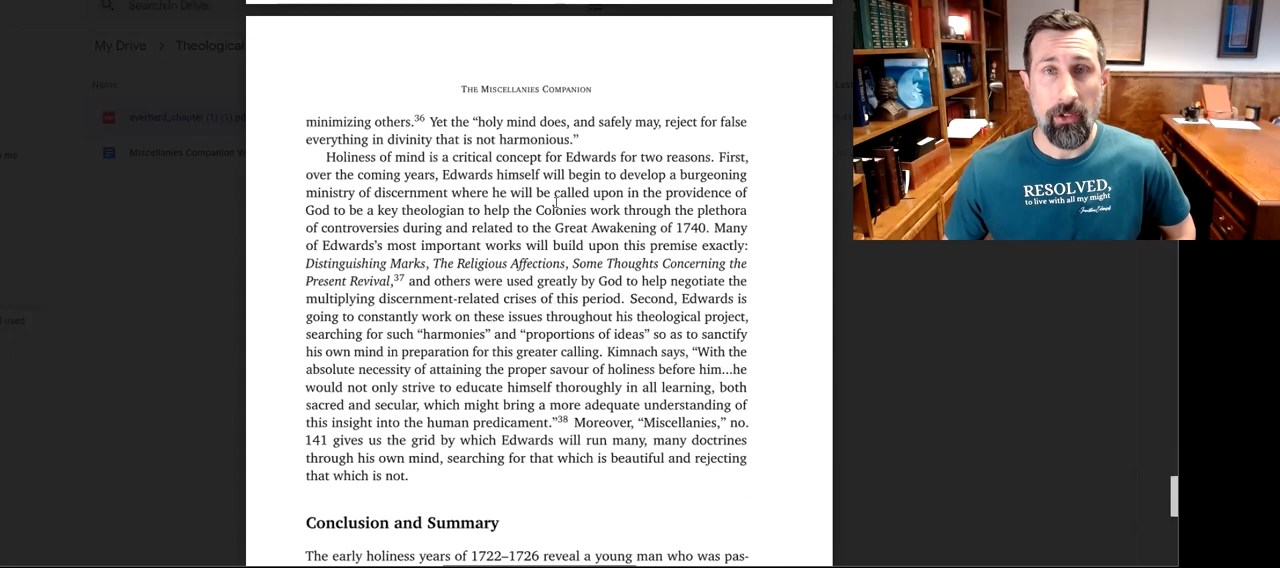 Search in Drive
My Drive > Theological
Name
everhard_chapter (1) (1).pd
Miscellanies Companion Ve
THE MISCELLANIES COMPANION
minimizing others.36 Yet the “holy mind does, and safely may, reject for false
everything in divinity that is not harmonious.”
Holiness of mind is a critical concept for Edwards for two reasons. First,
over the coming years, Edwards himself will begin to develop a burgeoning
ministry of discernment where he will be called upon in the providence of
God to be a key theologian to help the Colonies work through the plethora
of controversies during and related to the Great Awakening of 1740. Many
of Edwards’s most important works will build upon this premise exactly:
Distinguishing Marks, The Religious Affections, Some Thoughts Concerning the
Present Revival,37 and others were used greatly by God to help negotiate the
multiplying discernment-related crises of this period. Second, Edwards is
going to constantly work on these issues throughout his theological project,
searching for such “harmonies” and “proportions of ideas” so as to sanctify
his own mind in preparation for this greater calling. Kimnach says, “With the
absolute necessity of attaining the proper savour of holiness before him...he
would not only strive to educate himself thoroughly in all learning, both
sacred and secular, which might bring a more adequate understanding of
this insight into the human predicament.”38 Moreover, “Miscellanies,” no.
141 gives us the grid by which Edwards will run many, many doctrines
through his own mind, searching for that which is beautiful and rejecting
that which is not.
Conclusion and Summary
The early holiness years of 1722–1726 reveal a young man who was pas-
RESOLVED,
to live with all my might